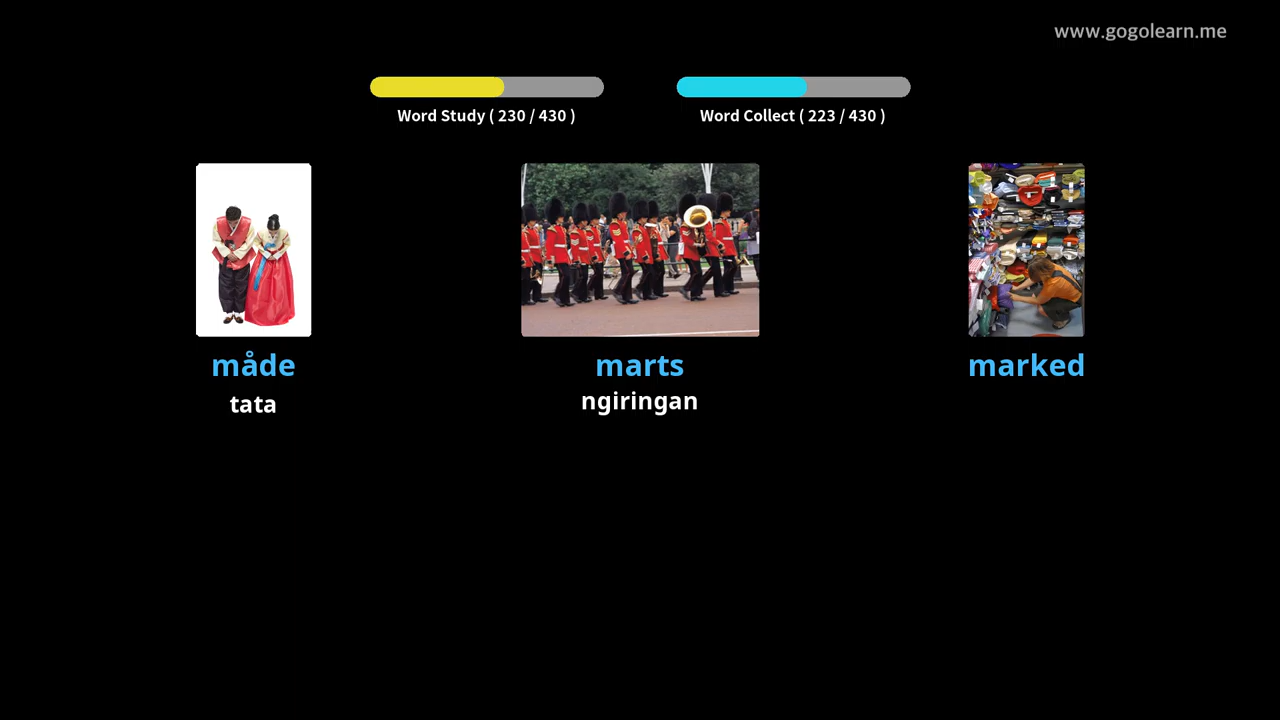 www.gogolearn.me
Word Study ( 230 / 430 )
Word Collect ( 223 / 430 )
måde
marts
marked
tata
ngiringan